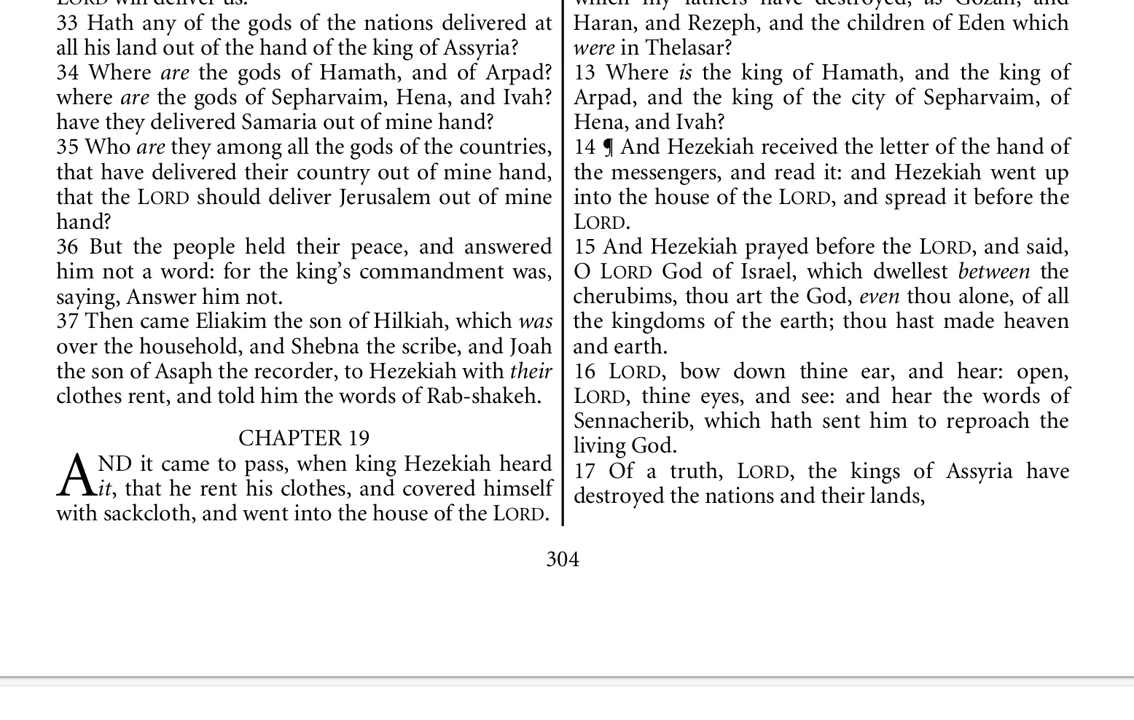 LORD will deliver us.
33 Hath any of the gods of the nations delivered at
all his land out of the hand of the king of Assyria?
34 Where are the gods of Hamath, and of Arpad?
where are the gods of Sepharvaim, Hena, and Ivah?
have they delivered Samaria out of mine hand?
35 Who are they among all the gods of the countries,
that have delivered their country out of mine hand,
that the LORD should deliver Jerusalem out of mine
hand?
36 But the people held their peace, and answered
him not a word: for the king’s commandment was,
saying, Answer him not.
37 Then came Eliakim the son of Hilkiah, which was
over the household, and Shebna the scribe, and Joah
the son of Asaph the recorder, to Hezekiah with their
clothes rent, and told him the words of Rab-shakeh.
CHAPTER 19
AND it came to pass, when king Hezekiah heard
it, that he rent his clothes, and covered himself
with sackcloth, and went into the house of the LORD.
which my fathers have destroyed; as Gozan, and
Haran, and Rezeph, and the children of Eden which
were in Thelasar?
13 Where is the king of Hamath, and the king of
Arpad, and the king of the city of Sepharvaim, of
Hena, and Ivah?
14 ¶ And Hezekiah received the letter of the hand of
the messengers, and read it: and Hezekiah went up
into the house of the LORD, and spread it before the
LORD.
15 And Hezekiah prayed before the LORD, and said,
O LORD God of Israel, which dwellest between the
cherubims, thou art the God, even thou alone, of all
the kingdoms of the earth; thou hast made heaven
and earth.
16 LORD, bow down thine ear, and hear: open,
LORD, thine eyes, and see: and hear the words of
Sennacherib, which hath sent him to reproach the
living God.
17 Of a truth, LORD, the kings of Assyria have
destroyed the nations and their lands,
304